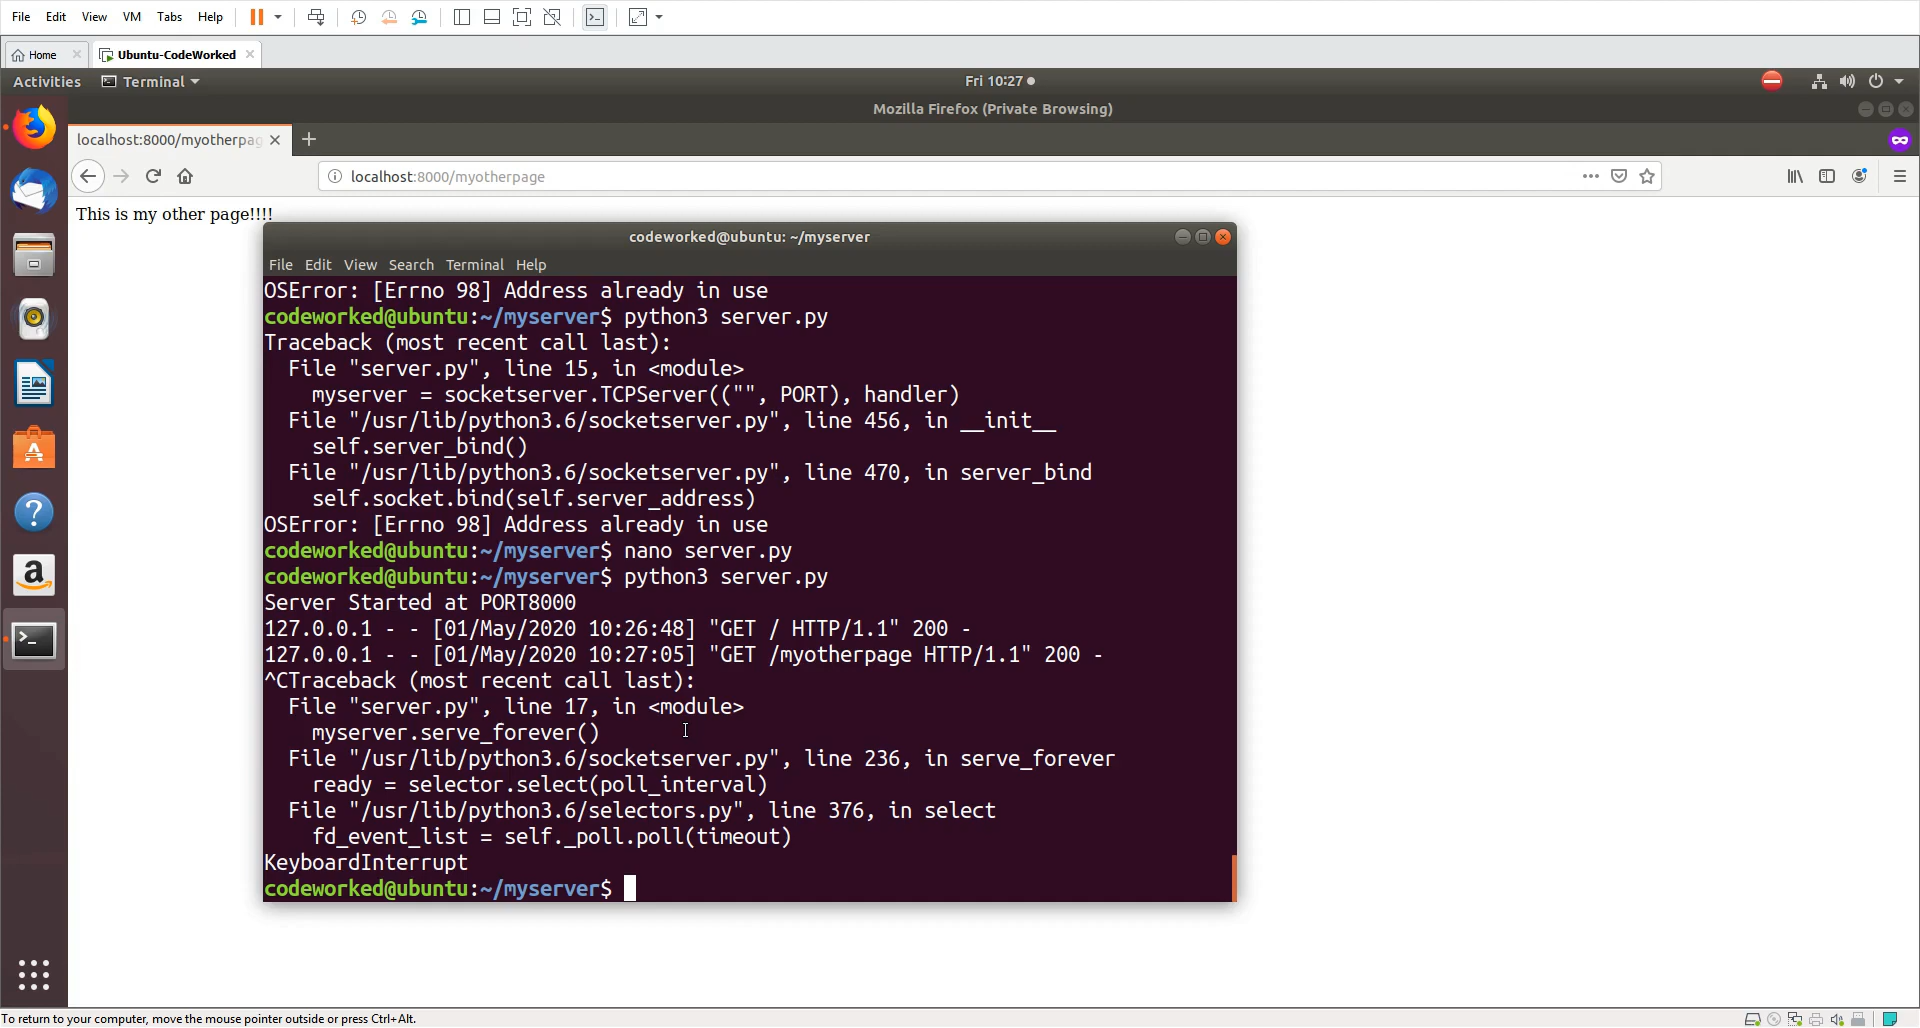 File Edit View VM Tabs Help
Home
Ubuntu-CodeWorked
Activities
Terminal
Fri 10:27
Mozilla Firefox (Private Browsing)
localhost:8000/myotherpag
localhost:8000/myotherpage
This is my other page!!!!
codeworked@ubuntu: ~/myserver
File Edit View Search Terminal Help
OSError: [Errno 98] Address already in use
codeworked@ubuntu:~/myserver$ python3 server.py
Traceback (most recent call last):
  File "server.py", line 15, in <module>
    myserver = socketserver.TCPServer(("", PORT), handler)
  File "/usr/lib/python3.6/socketserver.py", line 456, in __init__
    self.server_bind()
  File "/usr/lib/python3.6/socketserver.py", line 470, in server_bind
    self.socket.bind(self.server_address)
OSError: [Errno 98] Address already in use
codeworked@ubuntu:~/myserver$ nano server.py
codeworked@ubuntu:~/myserver$ python3 server.py
Server Started at PORT8000
127.0.0.1 - - [01/May/2020 10:26:48] "GET / HTTP/1.1" 200 -
127.0.0.1 - - [01/May/2020 10:27:05] "GET /myotherpage HTTP/1.1" 200 -
^CTraceback (most recent call last):
  File "server.py", line 17, in <module>
    myserver.serve_forever()
  File "/usr/lib/python3.6/socketserver.py", line 236, in serve_forever
    ready = selector.select(poll_interval)
  File "/usr/lib/python3.6/selectors.py", line 376, in select
    fd_event_list = self._poll.poll(timeout)
KeyboardInterrupt
codeworked@ubuntu:~/myserver$
To return to your computer, move the mouse pointer outside or press Ctrl+Alt.